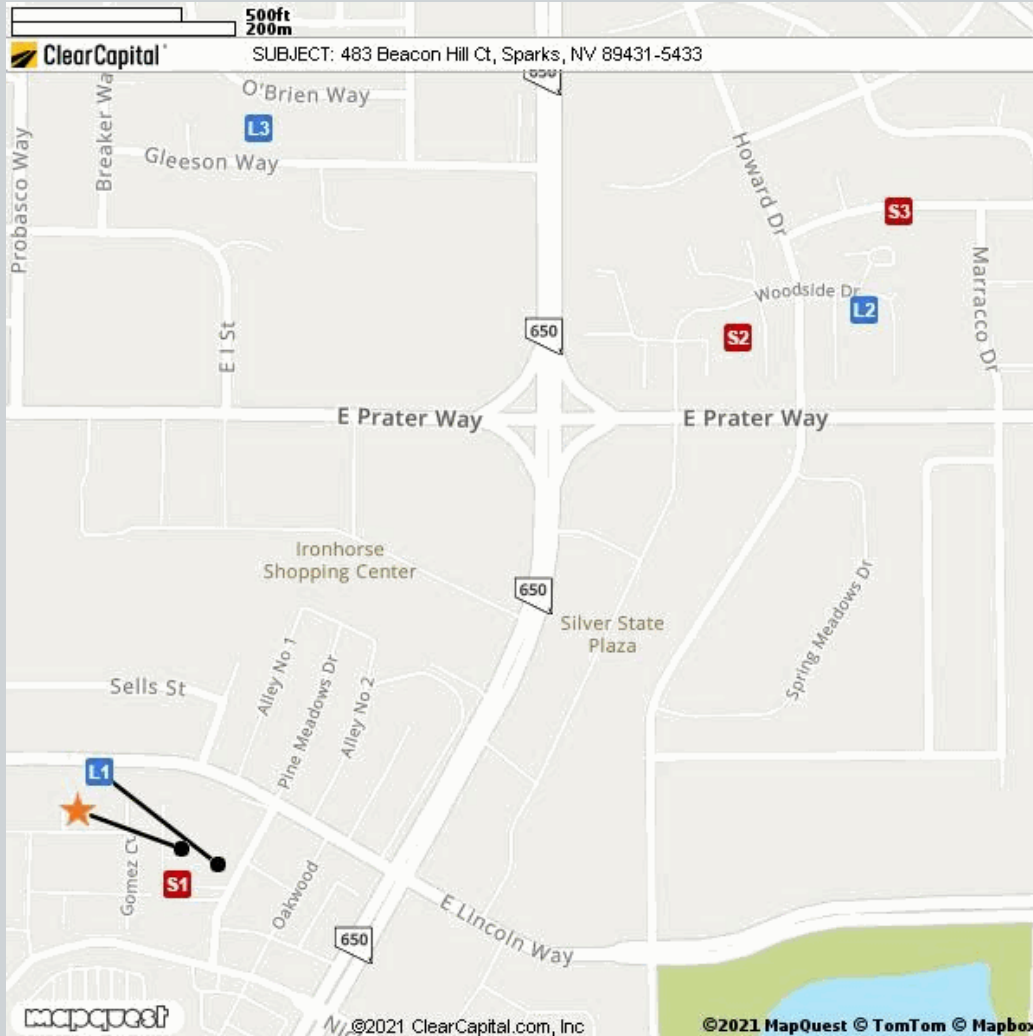 500ft
200m
ClearCapital
SUBJECT: 483 Beacon Hill Ct, Sparks, NV 89431-5433
650
O'Brien Way
L3
Breaker Wa
Gleeson Way
Probasco Way
Howard Dr
S3
Marracco Dr
Woodside Dr
L2
S2
E I St
650
E Prater Way
E Prater Way
Ironhorse
Shopping Center
650
Silver State
Plaza
Spring Meadows Dr
Alley No 1
Pine Meadows Dr
Alley No 2
Sells St
L1
Gomez Ct
S1
Oakwood
E Lincoln Way
650
mapquest
©2021 ClearCapital.com, Inc
©2021 MapQuest © TomTom © Mapbox